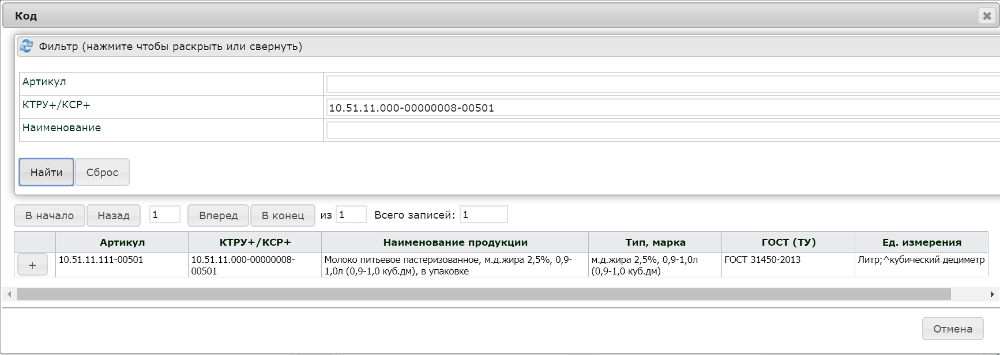 Код
Фильтр (нажмите чтобы раскрыть или свернуть)
Артикул
КТРУ+/КСР+ 10.51.11.000-00000008-00501
Наименование
Найти Сброс
В начало Назад 1 Вперед В конец из 1 Всего записей: 1
Артикул КТРУ+/КСР+ Наименование продукции Тип, марка ГОСТ (ТУ) Ед. измерения
+ 10.51.11.111-00501 10.51.11.000-00000008- Молоко питьевое пастеризованное, м.д.жира 2,5%, 0,9- м.д.жира 2,5%, 0,9-1,0л ГОСТ 31450-2013 Литр;^кубический дециметр
00501 1,0л (0,9-1,0 куб.дм), в упаковке (0,9-1,0 куб.дм)
Отмена